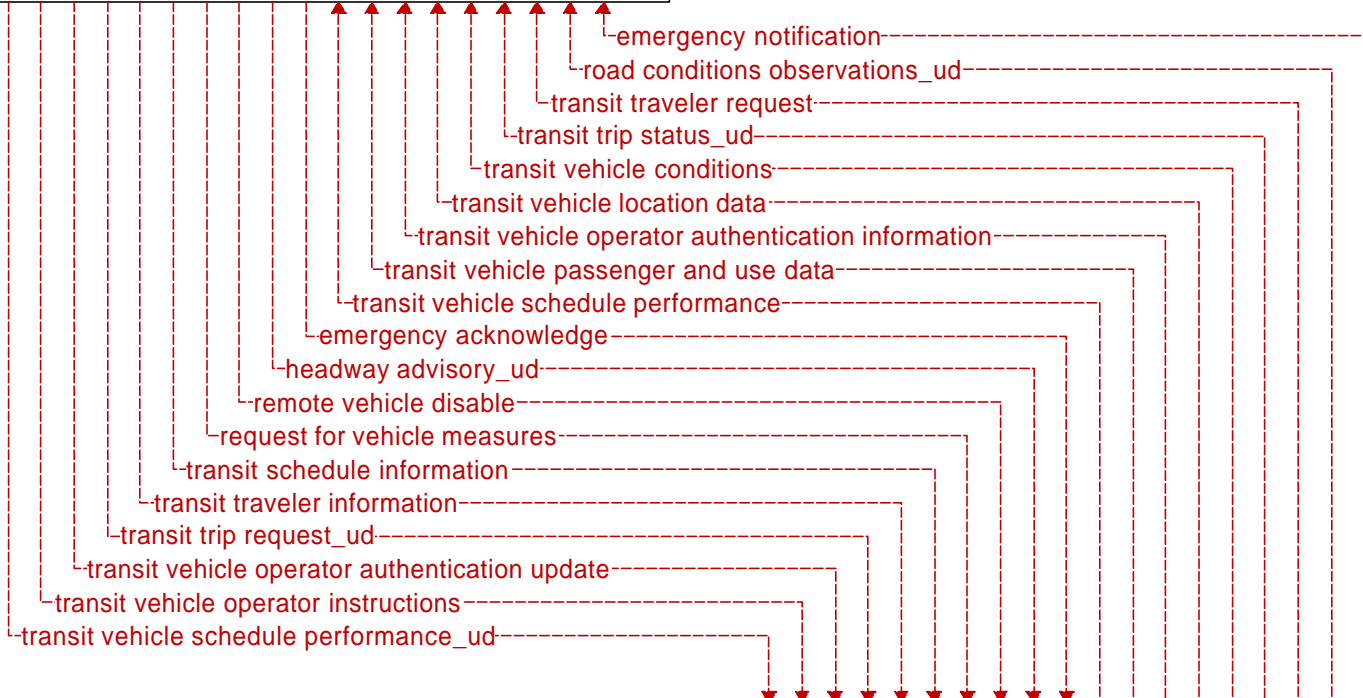 emergency notification
road conditions observations_ud
transit traveler request
transit trip status_ud
transit vehicle conditions
transit vehicle location data
transit vehicle operator authentication information
transit vehicle passenger and use data
transit vehicle schedule performance
emergency acknowledge
headway advisory_ud
remote vehicle disable
request for vehicle measures
transit schedule information
transit traveler information
transit trip request_ud
transit vehicle operator authentication update
transit vehicle operator instructions
transit vehicle schedule performance_ud